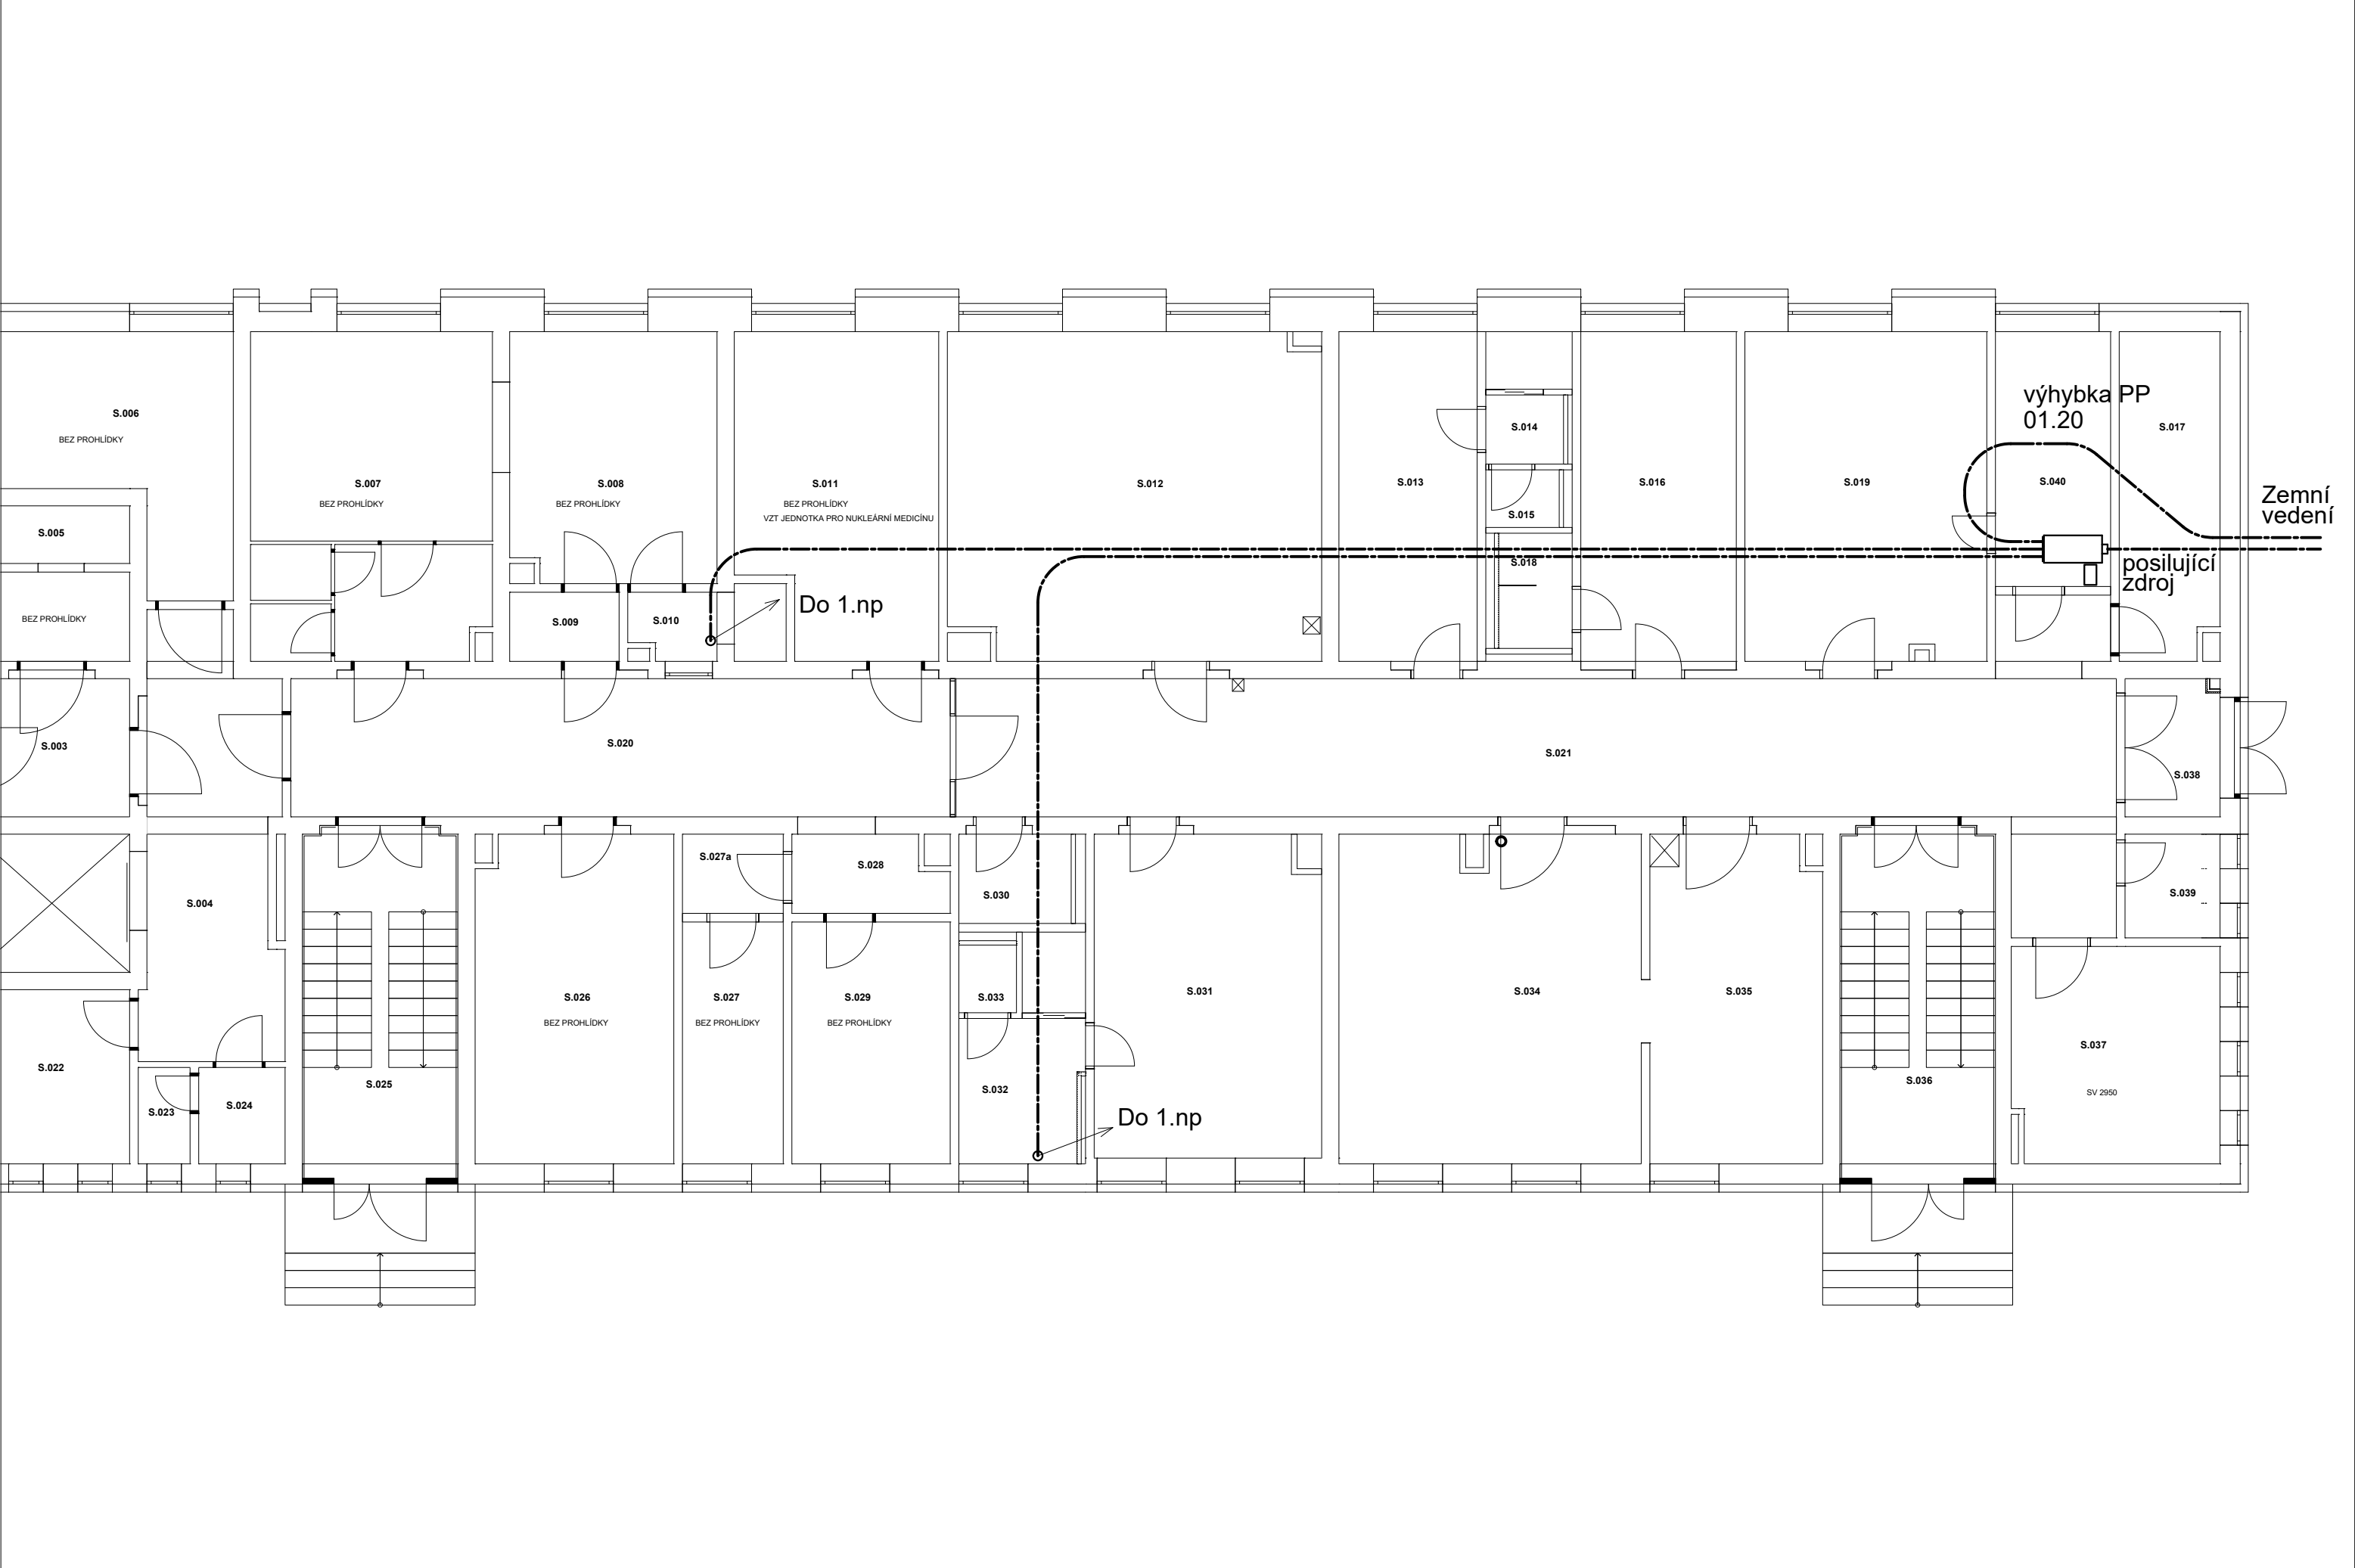 výhybka PP
01.20
S.006
BEZ PROHLÍDKY
S.014
S.017
S.007
BEZ PROHLÍDKY
S.008
BEZ PROHLÍDKY
S.011
BEZ PROHLÍDKY
VZT JEDNOTKA PRO NUKLEÁRNÍ MEDICÍNU
S.012
S.013
S.016
S.019
S.040
Zemní
vedení
S.015
S.005
S.018
posilující
zdroj
BEZ PROHLÍDKY
S.009
S.010
Do 1.np
S.003
S.020
S.021
S.038
S.027a
S.028
S.030
S.039
S.004
S.026
BEZ PROHLÍDKY
S.027
BEZ PROHLÍDKY
S.029
BEZ PROHLÍDKY
S.033
S.031
S.034
S.035
S.037
SV 2950
S.022
S.025
S.036
S.032
S.023
S.024
Do 1.np